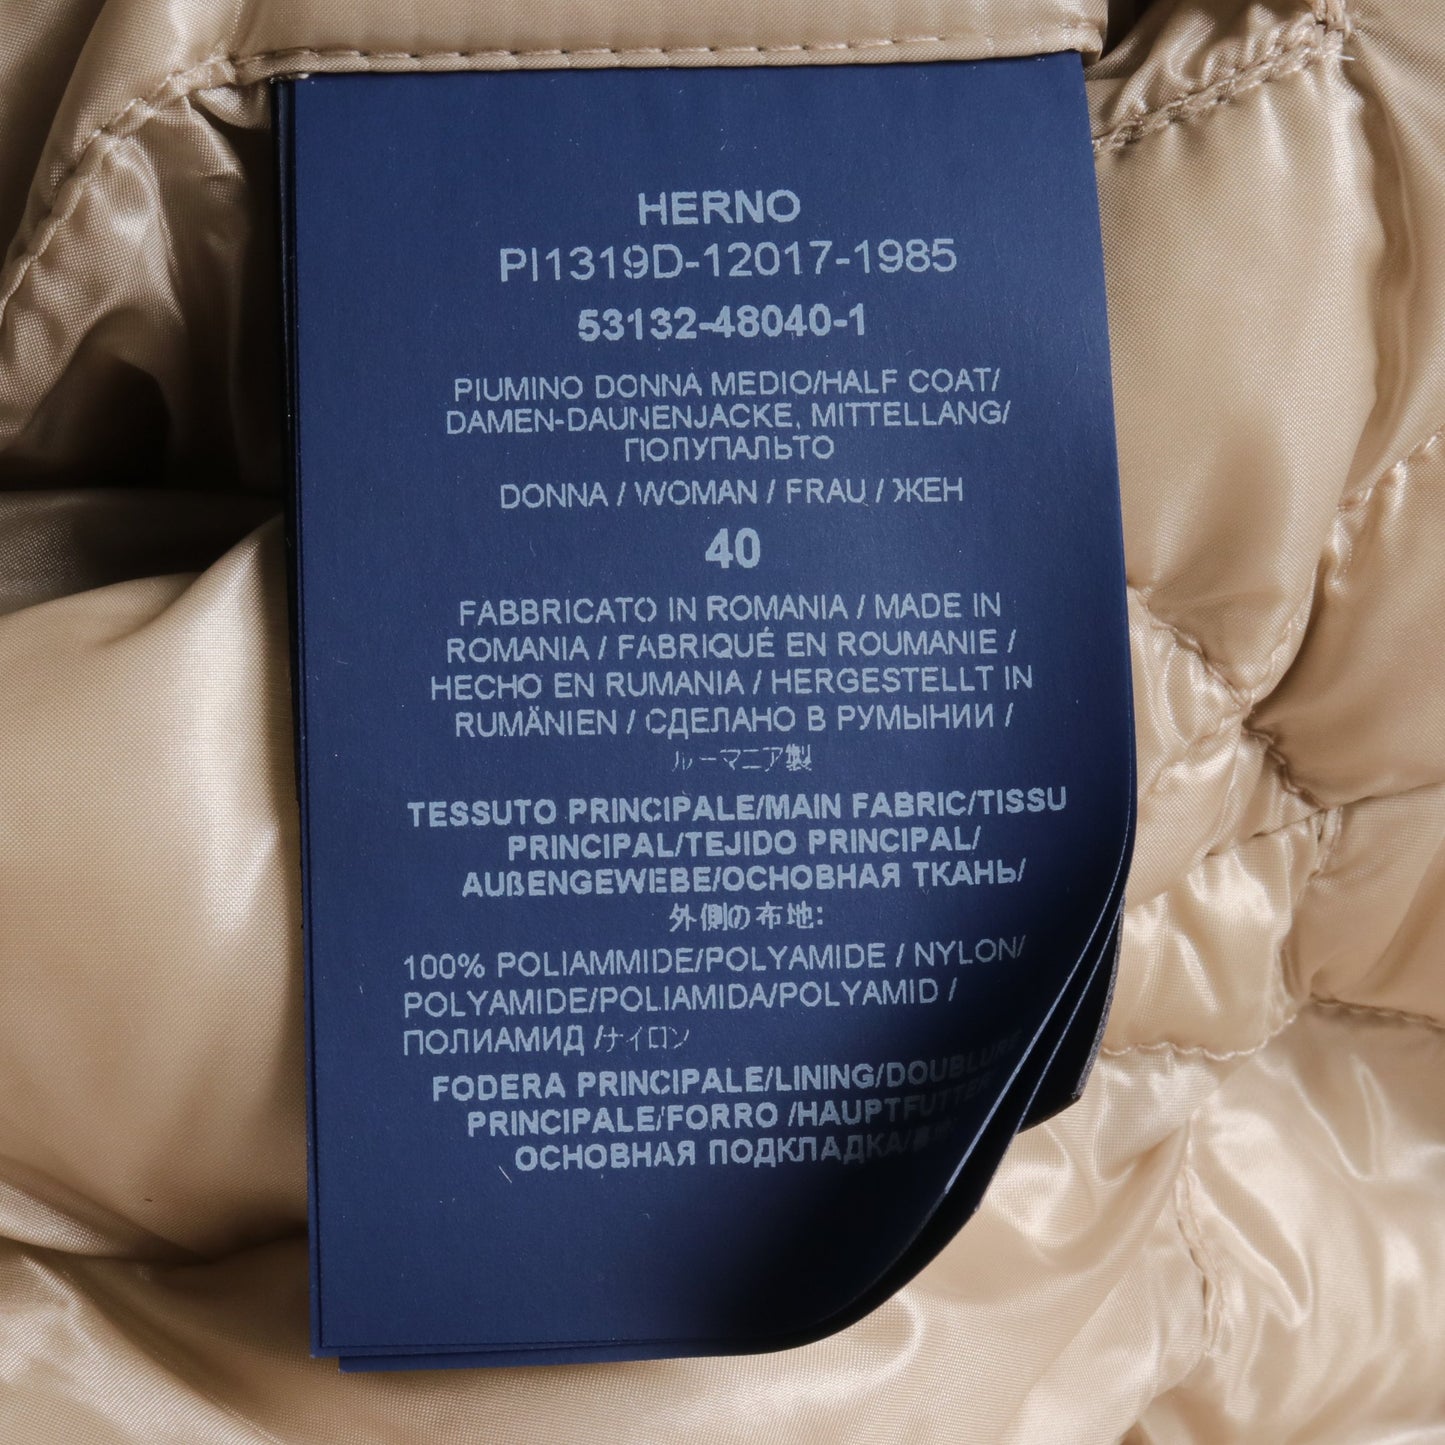 HERNO
PI1319D-12017-1985
53132-48040-1
PIUMINO DONNA MEDIO/HALF COAT/
DAMEN-DAUNENJACKE, MITTELLANG/
ПОЛУПАЛЬТО
DONNA / WOMAN / FRAU / ЖЕН
40
FABBRICATO IN ROMANIA / MADE IN
ROMANIA / FABRIQUÉ EN ROUMANIE /
HECHO EN RUMANIA / HERGESTELLT IN
RUMÄNIEN / СДЕЛАНО В РУМЫНИИ /
ルーマニア製
TESSUTO PRINCIPALE/MAIN FABRIC/TISSU
PRINCIPAL/TEJIDO PRINCIPAL/
AUßENGEWEBE/ОСНОВНАЯ ТКАНЬ/
外側の布地:
100% POLIAMMIDE/POLYAMIDE / NYLON/
POLYAMIDE/POLIAMIDA/POLYAMID /
ПОЛИАМИД /ナイロン
FODERA PRINCIPALE/LINING/DOUBLURE
PRINCIPALE/FORRO /HAUPTFUTTER
ОСНОВНАЯ ПОДКЛАДКА/